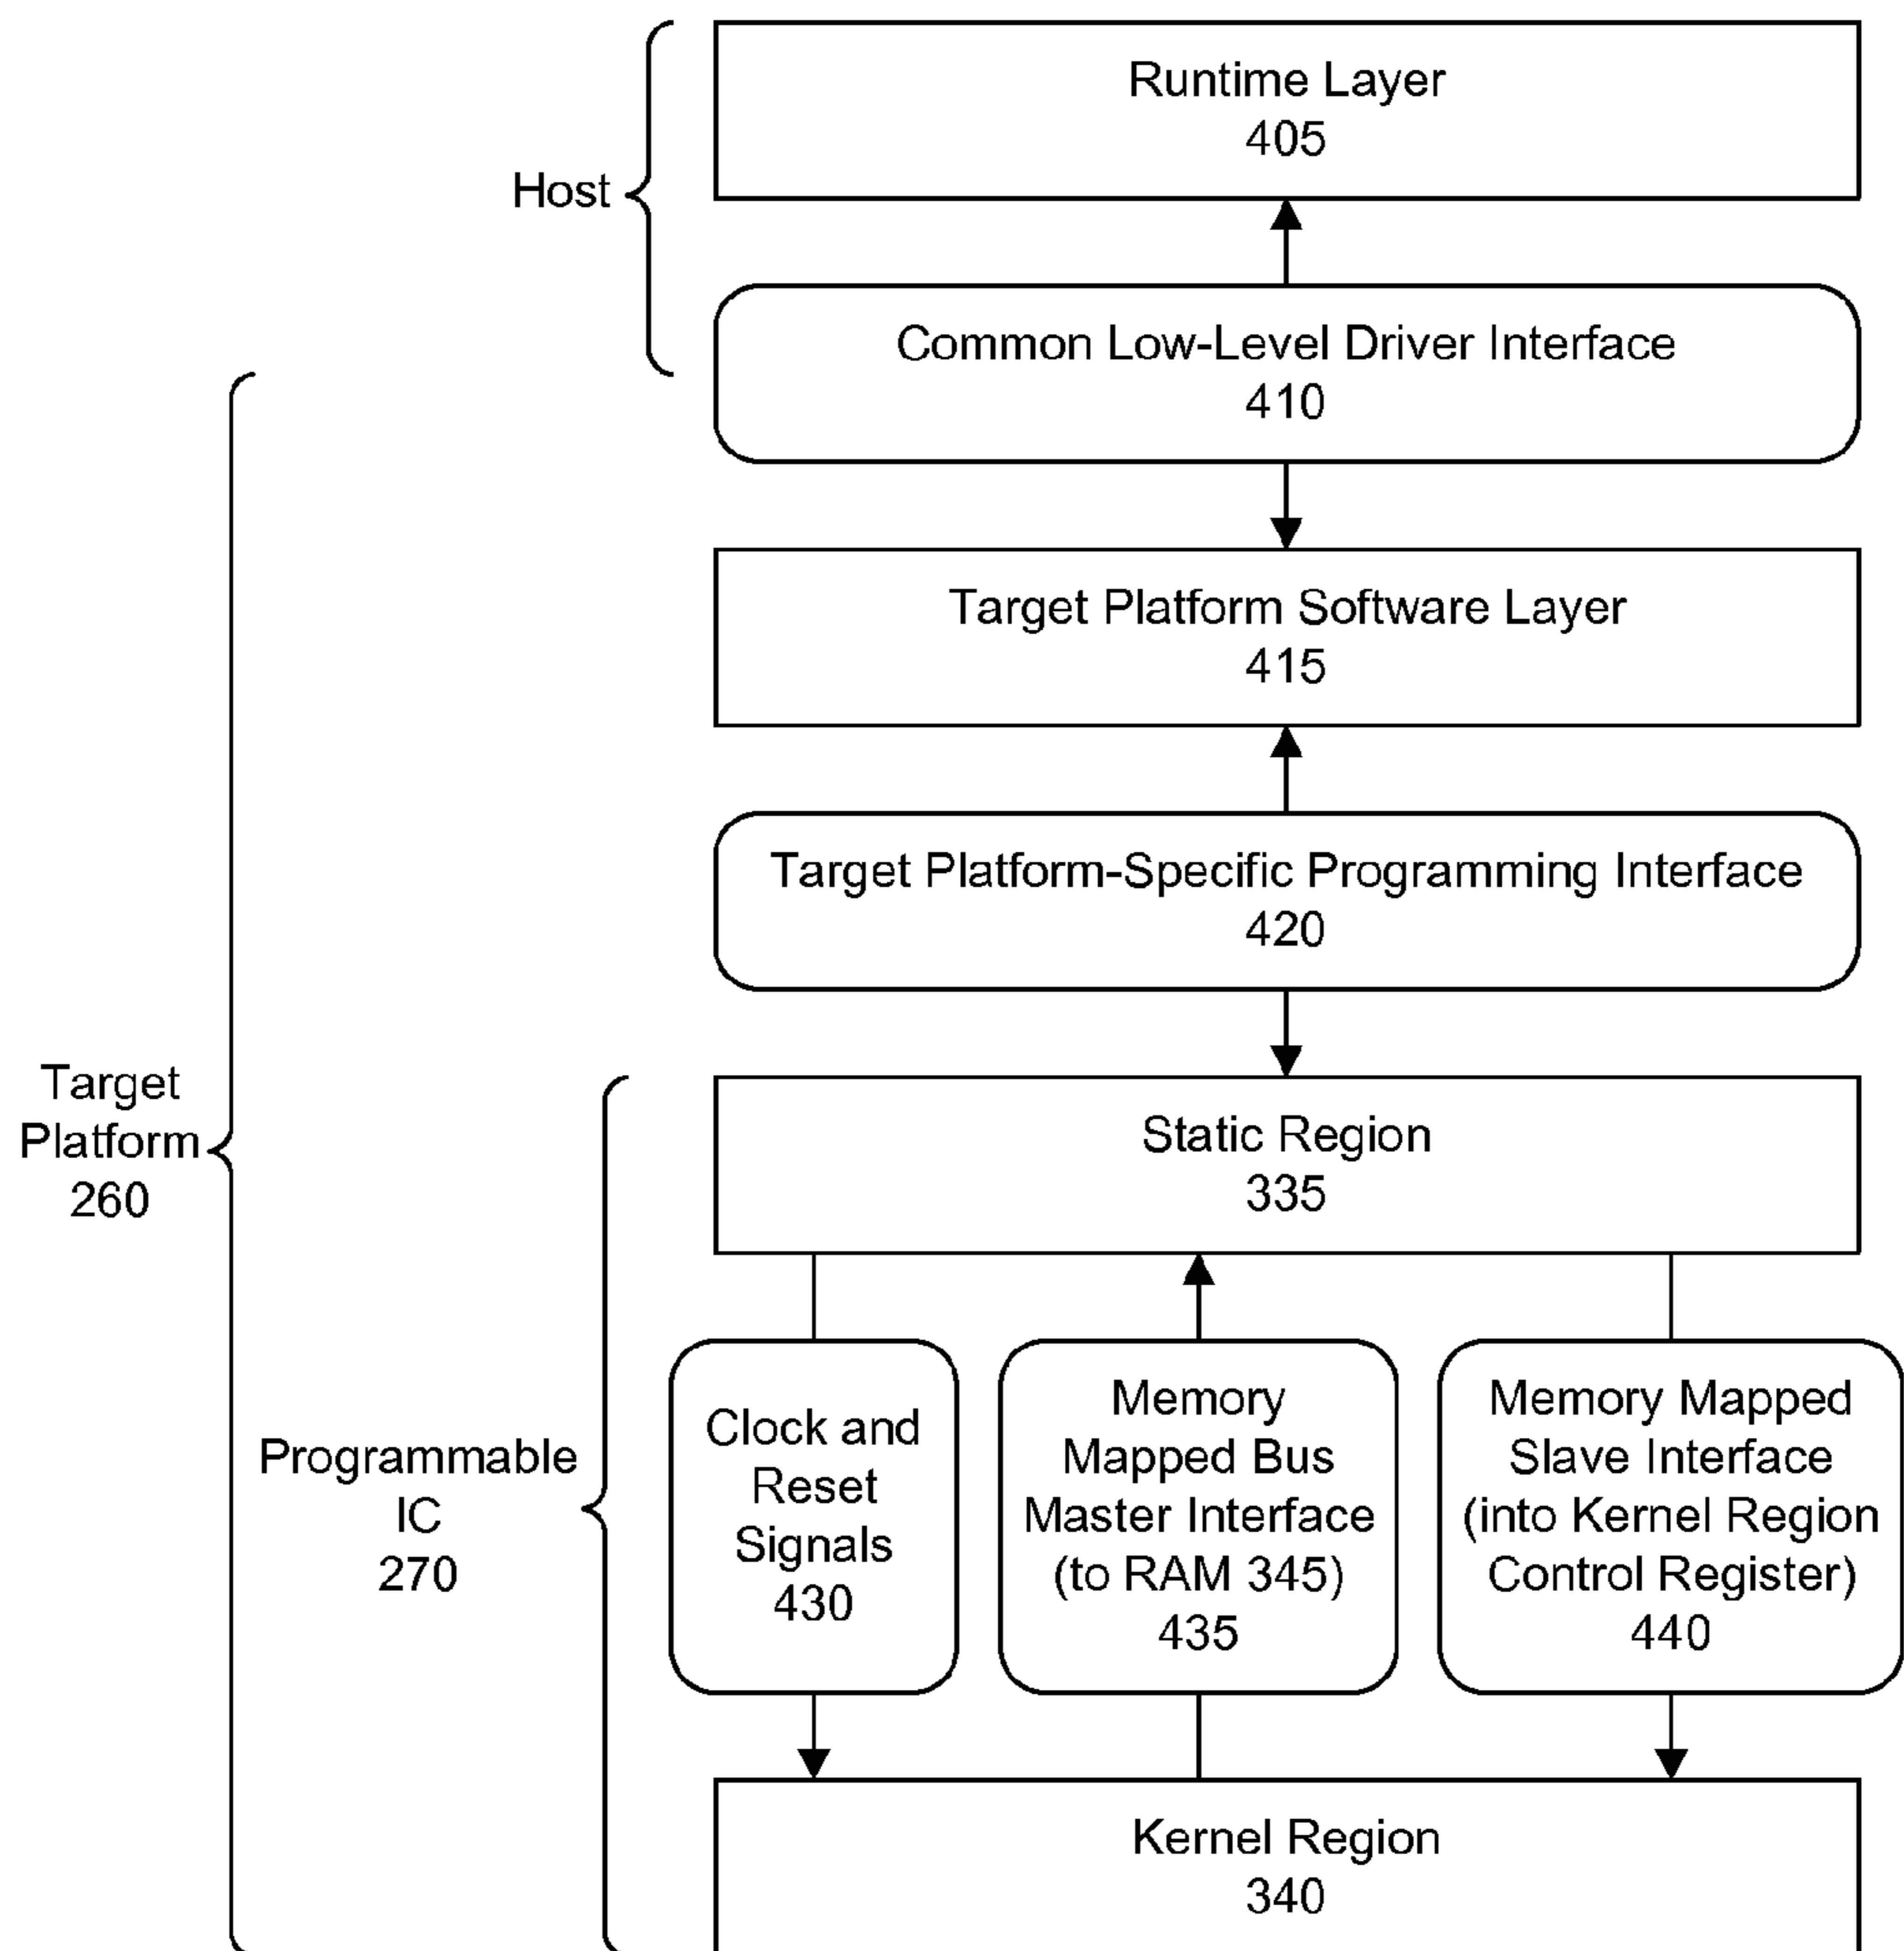 Runtime Layer
405
Host
Common Low-Level Driver Interface
410
Target Platform Software Layer
415
Target Platform-Specific Programming Interface
420
Target
Platform
260
Static Region
335
Programmable
IC
270
Clock and
Reset
Signals
430
Memory
Mapped Bus
Master Interface
(to RAM 345)
435
Memory Mapped
Slave Interface
(into Kernel Region
Control Register)
440
Kernel Region
340